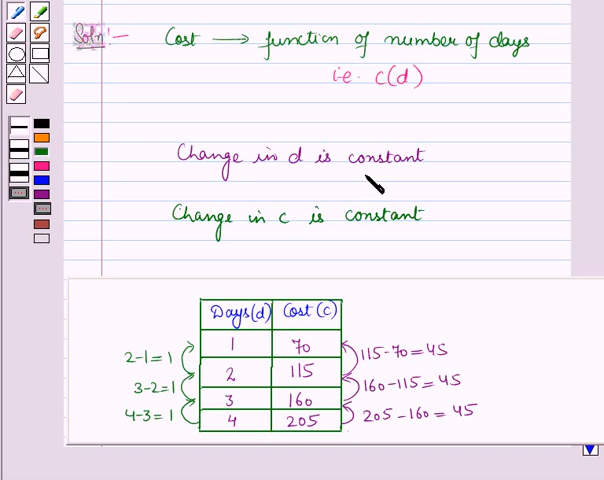 Soln:- Cost → function of number of days
i.e. c(d)
Change in d is constant
Change in c is constant
Days(d) Cost(c)
1 70
2 115
3 160
4 205
2-1=1
3-2=1
4-3=1
115-70=45
160-115=45
205-160=45